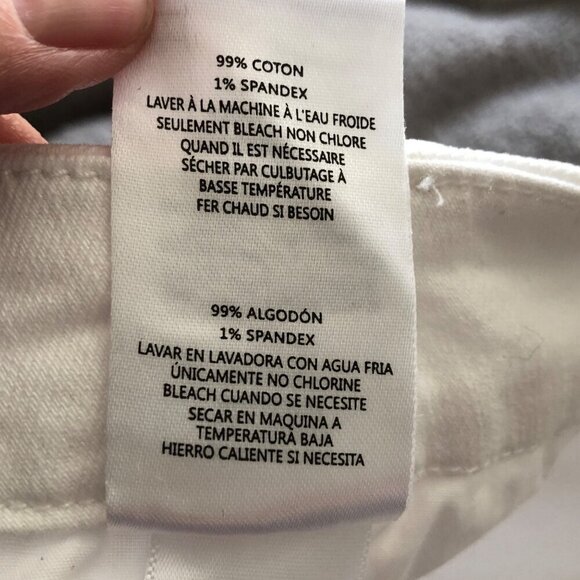 99% COTON
1% SPANDEX
LAVER À LA MACHINE À L'EAU FROIDE
SEULEMENT BLEACH NON CHLORE
QUAND IL EST NÉCESSAIRE
SÉCHER PAR CULBUTAGE À
BASSE TEMPÉRATURE
FER CHAUD SI BESOIN
99% ALGODÓN
1% SPANDEX
LAVAR EN LAVADORA CON AGUA FRIA
ÚNICAMENTE NO CHLORINE
BLEACH CUANDO SE NECESITE
SECAR EN MAQUINA A
TEMPERATURA BAJA
HIERRO CALIENTE SI NECESITA